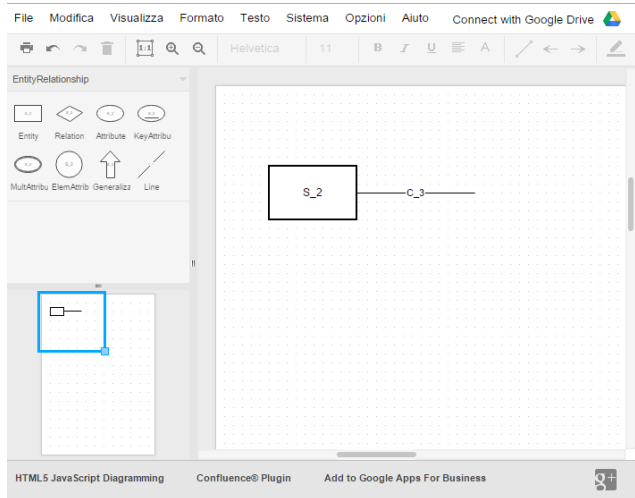 File Modifica Visualizza Formato Testo Sistema Opzioni Aiuto Connect with Google Drive
1:1 Helvetica 11 B I U A
EntityRelationship
Entity Relation Attribute KeyAttribu
MultAttribu ElemAttrib Generalizz Line
S_2 C_3
HTML5 JavaScript Diagramming Confluence® Plugin Add to Google Apps For Business g+